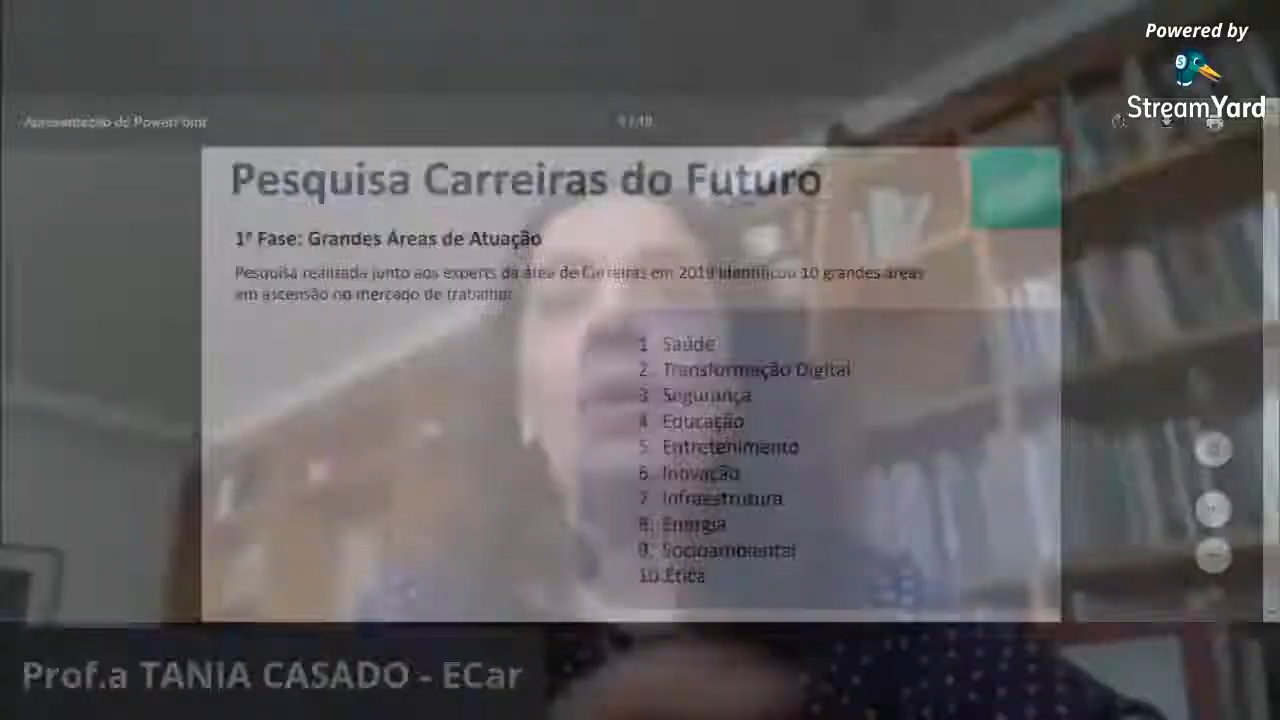 Powered by
StreamYard
Apresentação do PowerPoint
Pesquisa Carreiras do Futuro
1ª Fase: Grandes Áreas de Atuação
Pesquisa realizada junto aos experts da área de Carreiras em 2019 identificou 10 grandes áreas
em ascensão no mercado de trabalho:
1. Saúde
2. Transformação Digital
3. Segurança
4. Educação
5. Entretenimento
6. Inovação
7. Infraestrutura
8. Energia
9. Socioambiental
10. Ética
Prof.a TANIA CASADO - ECar